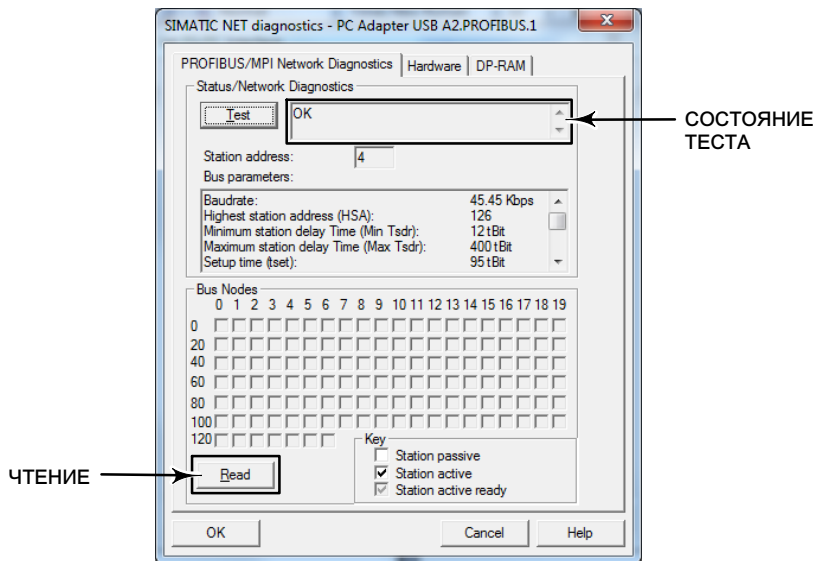 SIMATIC NET diagnostics - PC Adapter USB A2.PROFIBUS.1
PROFIBUS/MPI Network Diagnostics Hardware DP-RAM
Status/Network Diagnostics
Test OK
СОСТОЯНИЕ
ТЕСТА
Station address: 4
Bus parameters:
Baudrate: 45.45 Kbps
Highest station address (HSA): 126
Minimum station delay Time (Min Tsdr): 12 tBit
Maximum station delay Time (Max Tsdr): 400 tBit
Setup time (tset): 95 tBit
Bus Nodes
0 1 2 3 4 5 6 7 8 9 10 11 12 13 14 15 16 17 18 19
0
20
40
60
80
100
120
Key
Station passive
Station active
Station active ready
ЧТЕНИЕ
Read
OK Cancel Help